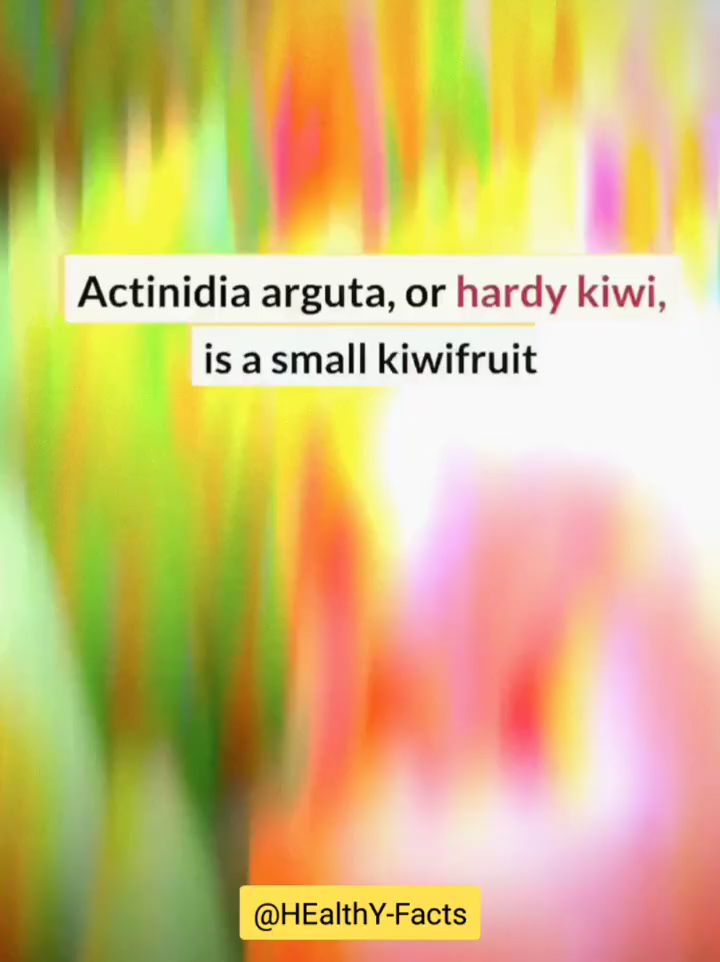 Actinidia arguta, or hardy kiwi,
is a small kiwifruit
@HEalthY-Facts